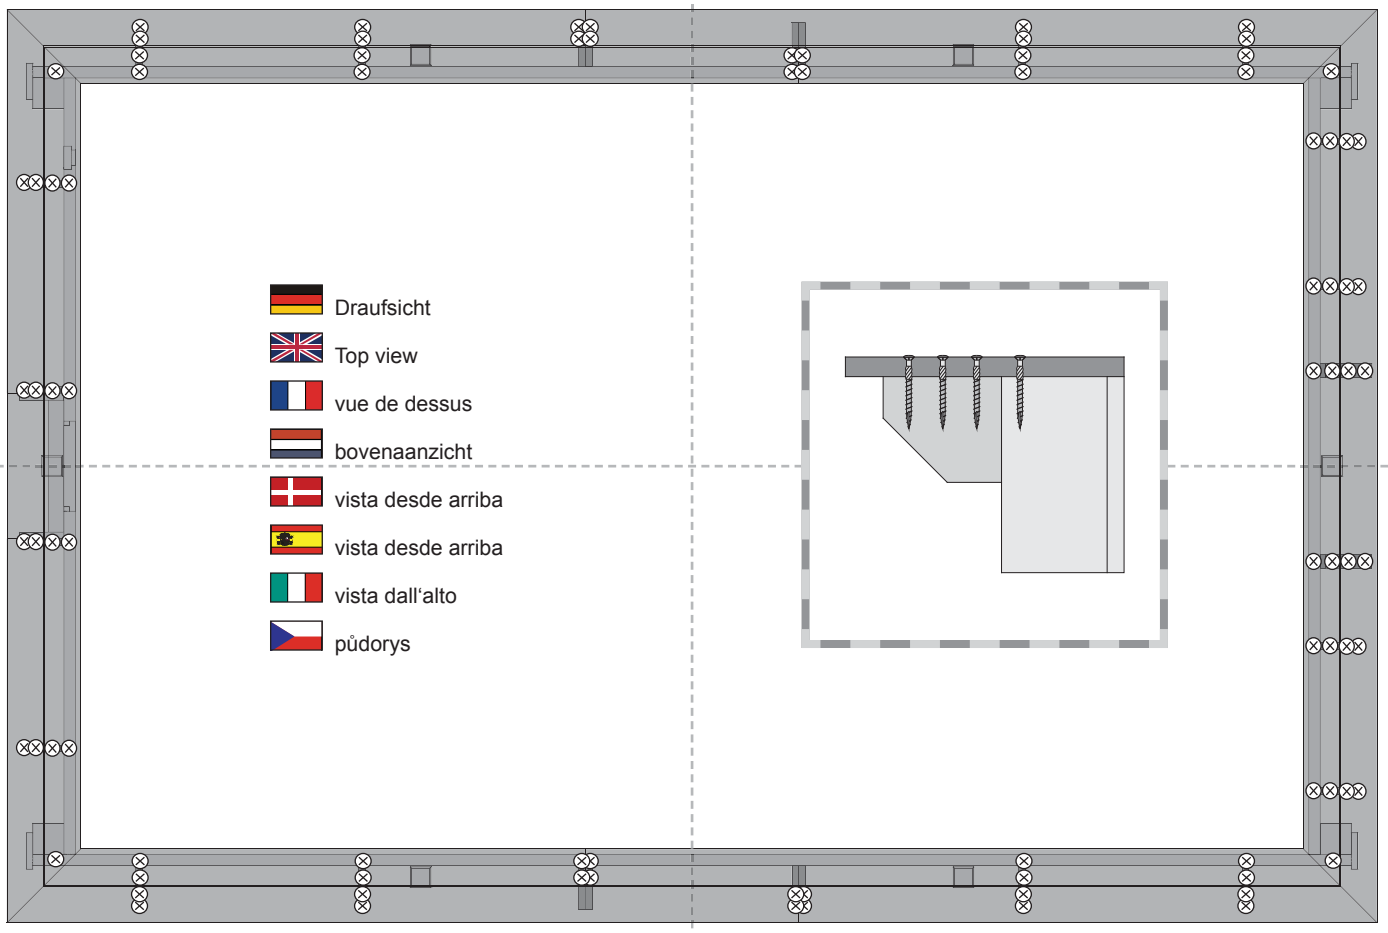 Draufsicht
Top view
vue de dessus
bovenaanzicht
vista desde arriba
vista desde arriba
vista dall‘alto
půdorys